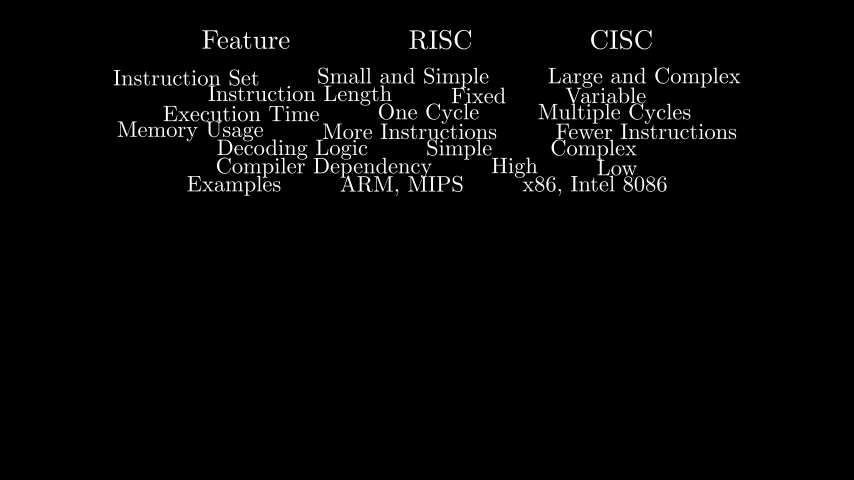 Feature RISC CISC
Instruction Set Small and Simple Large and Complex
Instruction Length Fixed Variable
Execution Time One Cycle Multiple Cycles
Memory Usage More Instructions Fewer Instructions
Decoding Logic Simple Complex
Compiler Dependency High Low
Examples ARM, MIPS x86, Intel 8086